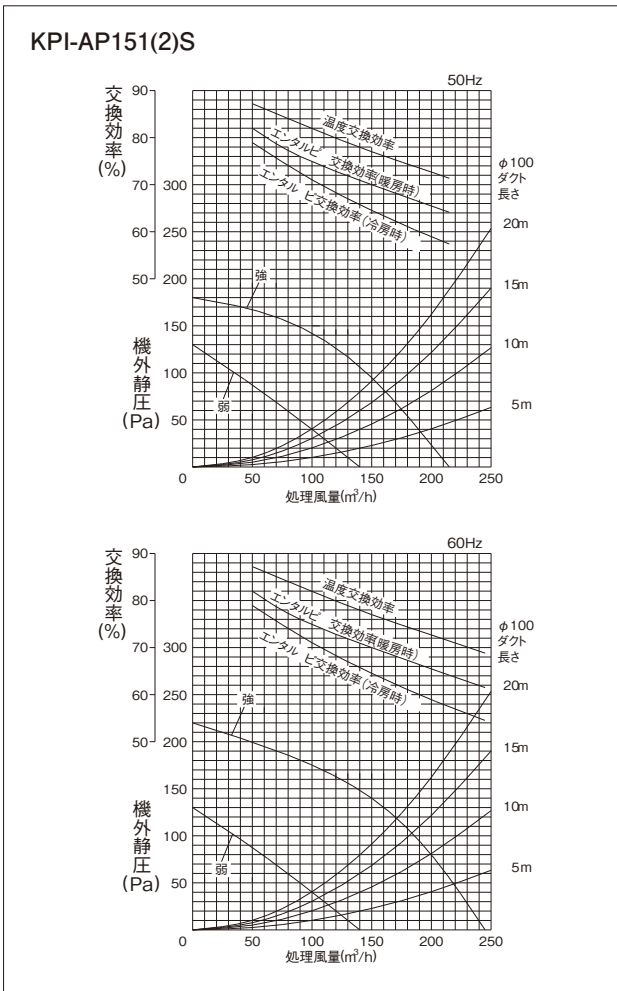 KPI-AP151(2)S
50Hz
交換効率(%)
90
80
70
60
50
300
250
200
150
100
50
0
機外静圧(Pa)
温度交換効率
エンタルピ 交換効率(暖房時)
エンタルピ交換効率(冷房時)
強
弱
φ100
ダクト
長さ
20m
15m
10m
5m
0
50
100
150
200
250
処理風量(m³/h)
60Hz
交換効率(%)
90
80
70
60
50
300
250
200
150
100
50
機外静圧(Pa)
温度交換効率
エンタルピ 交換効率(暖房時)
エンタルピ交換効率(冷房時)
強
弱
φ100
ダクト
長さ
20m
15m
10m
5m
0
50
100
150
200
250
処理風量(m³/h)